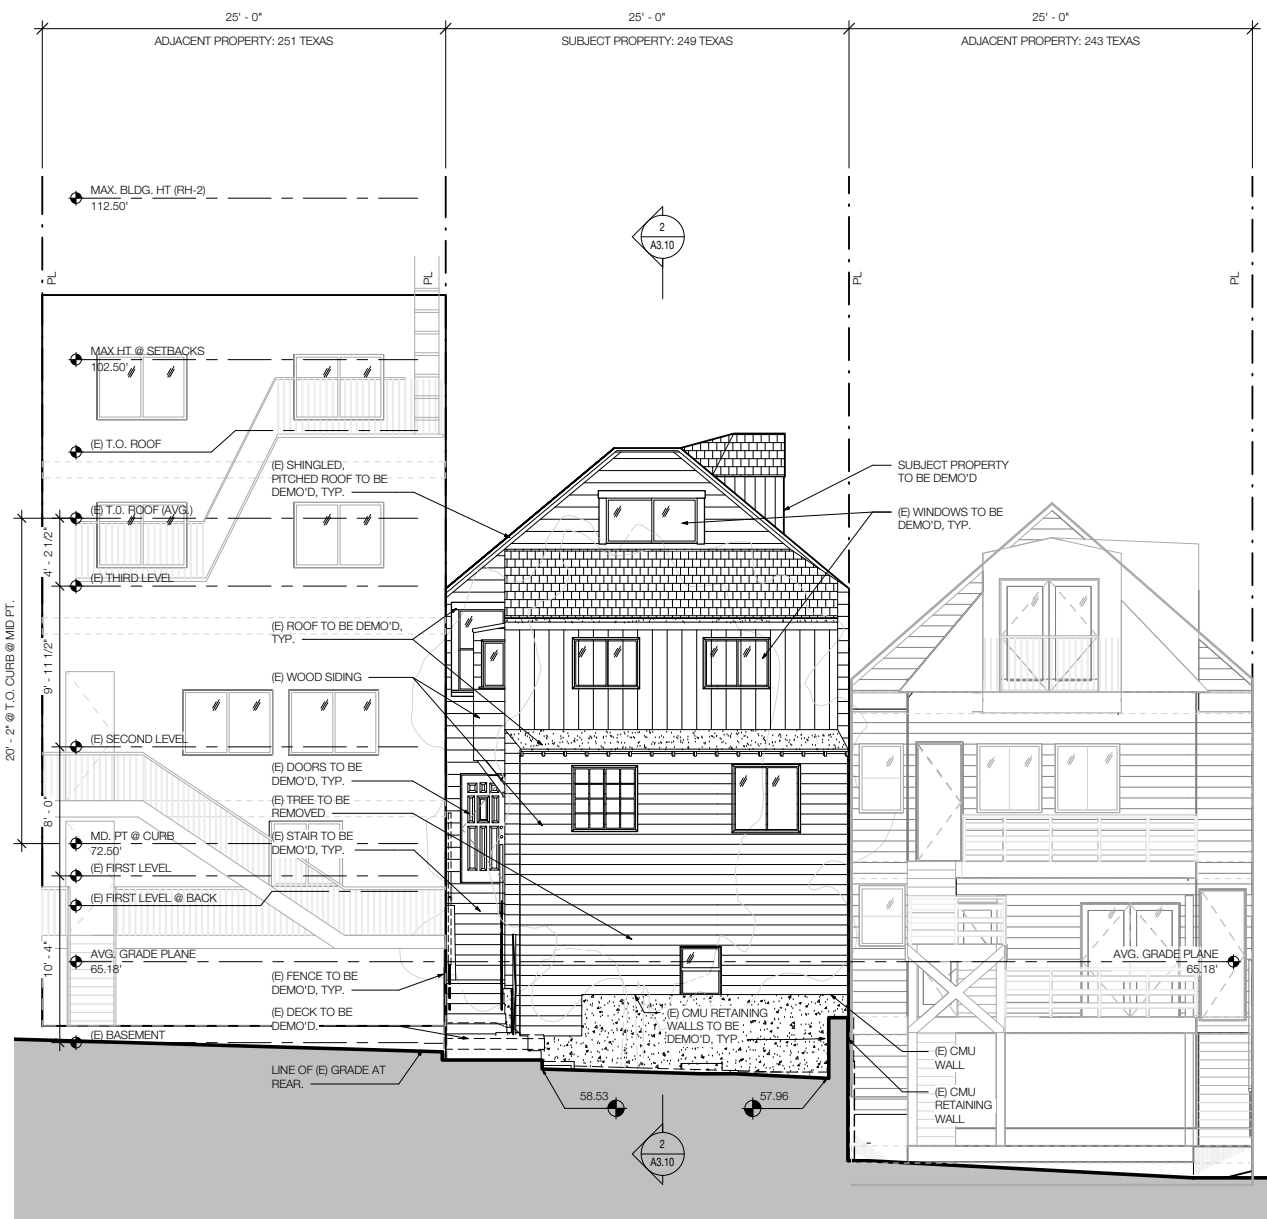 25' - 0"
25' - 0"
25' - 0"
ADJACENT PROPERTY: 251 TEXAS
SUBJECT PROPERTY: 249 TEXAS
ADJACENT PROPERTY: 243 TEXAS
MAX. BLDG. HT (RH-2)
112.50'
2
A3.10
PL
PL
PL
PL
MAX HT @ SETBACKS
102.50'
(E) T.O. ROOF
(E) SHINGLED,
PITCHED ROOF TO BE
DEMO'D, TYP.
SUBJECT PROPERTY
TO BE DEMO'D
(E) T.O. ROOF (AVG.)
(E) WINDOWS TO BE
DEMO'D, TYP.
4' - 2 1/2"
(E) THIRD LEVEL
20' - 2" @ T.O. CURB @ MID PT.
9' - 11 1/2"
(E) ROOF TO BE DEMO'D,
TYP.
(E) WOOD SIDING
(E) SECOND LEVEL
(E) DOORS TO BE
DEMO'D, TYP.
8' - 0"
(E) TREE TO BE
REMOVED
MD. PT @ CURB
72.50'
(E) STAIR TO BE
DEMO'D, TYP.
(E) FIRST LEVEL
(E) FIRST LEVEL @ BACK
10' - 4"
AVG. GRADE PLANE
65.18'
AVG. GRADE PLANE
65.18'
(E) FENCE TO BE
DEMO'D, TYP.
(E) DECK TO BE
DEMO'D.
(E) CMU RETAINING
WALLS TO BE
DEMO'D, TYP.
(E) BASEMENT
(E) CMU
WALL
LINE OF (E) GRADE AT
REAR.
58.53
57.96
(E) CMU
RETAINING
WALL
2
A3.10